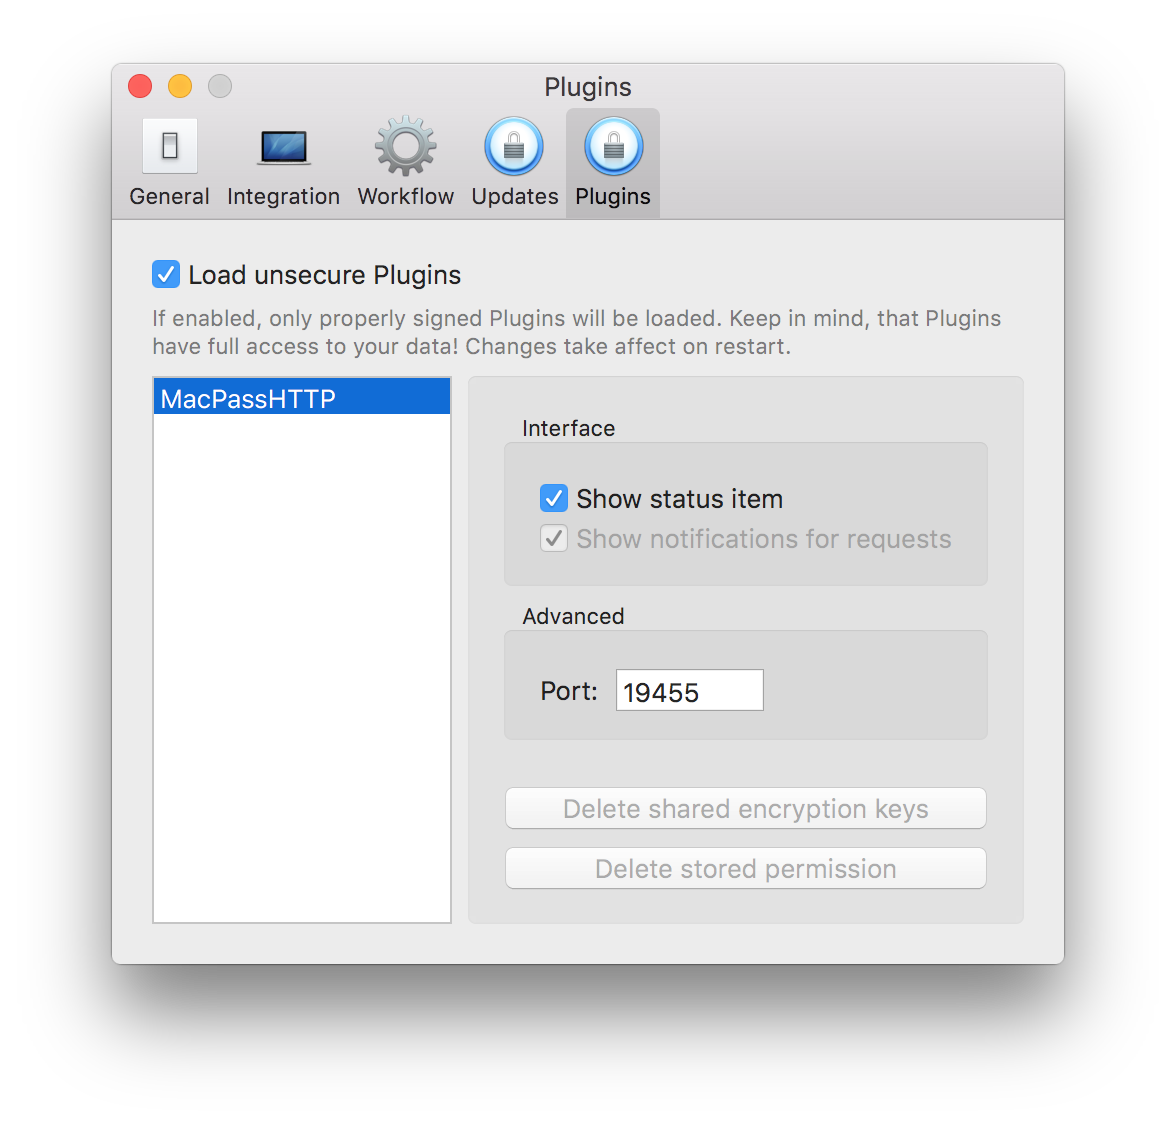 Plugins
General Integration Workflow Updates Plugins
Load unsecure Plugins
If enabled, only properly signed Plugins will be loaded. Keep in mind, that Plugins
have full access to your data! Changes take affect on restart.
MacPassHTTP
Interface
Show status item
Show notifications for requests
Advanced
Port: 19455
Delete shared encryption keys
Delete stored permission